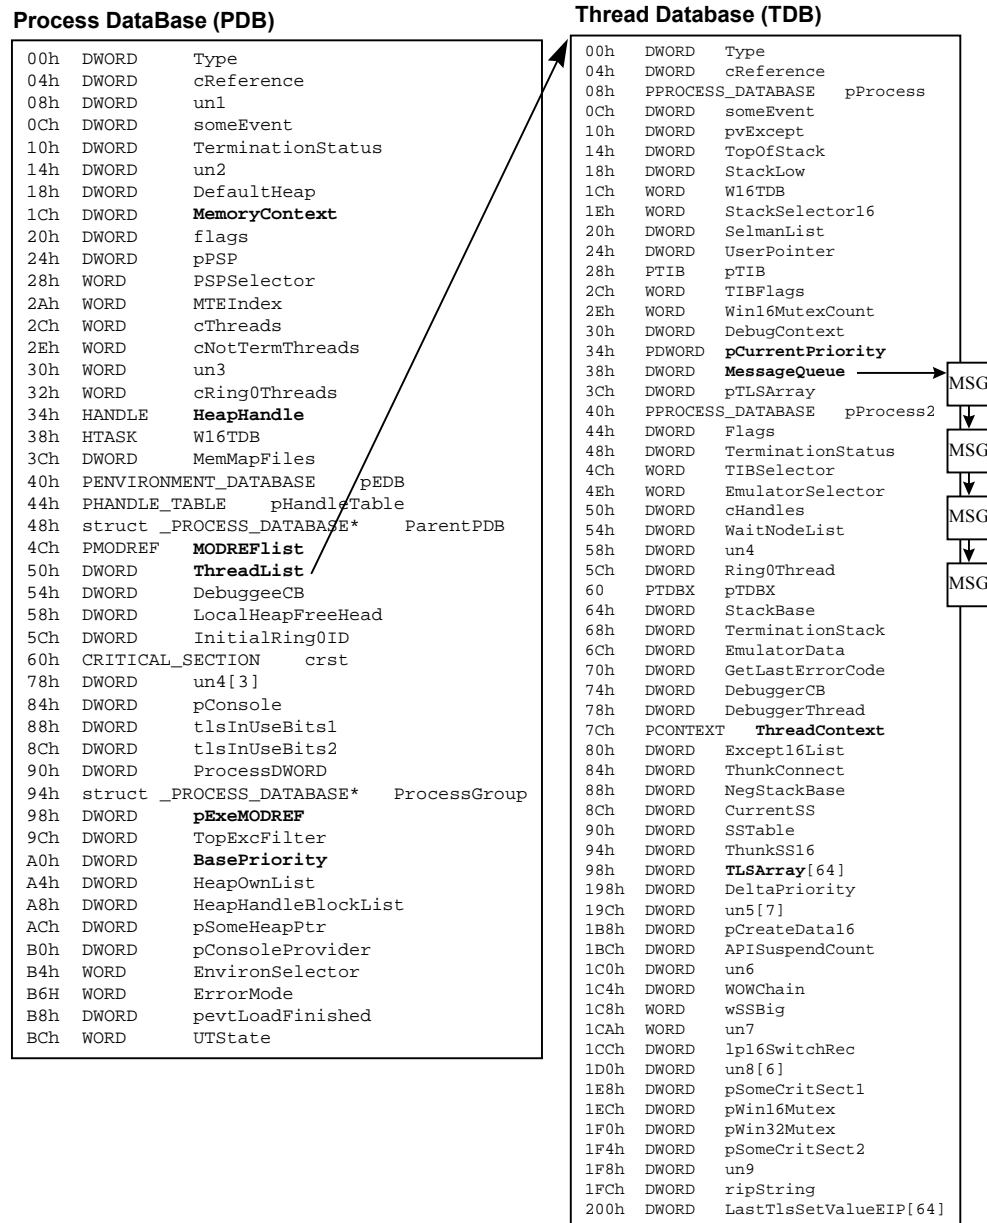 Process DataBase (PDB)
00h DWORD Type
04h DWORD cReference
08h DWORD un1
0Ch DWORD someEvent
10h DWORD TerminationStatus
14h DWORD un2
18h DWORD DefaultHeap
1Ch DWORD MemoryContext
20h DWORD flags
24h DWORD pPSP
28h WORD PSPSelector
2Ah WORD MTEIndex
2Ch WORD cThreads
2Eh WORD cNotTermThreads
30h WORD un3
32h WORD cRing0Threads
34h HANDLE HeapHandle
38h HTASK W16TDB
3Ch DWORD MemMapFiles
40h PENVIRONMENT_DATABASE pEDB
44h PHANDLE_TABLE pHandleTable
48h struct _PROCESS_DATABASE* ParentPDB
4Ch PMODREF MODREFlist
50h DWORD ThreadList
54h DWORD DebuggeeCB
58h DWORD LocalHeapFreeHead
5Ch DWORD InitialRing0ID
60h CRITICAL_SECTION crst
78h DWORD un4[3]
84h DWORD pConsole
88h DWORD tlsInUseBits1
8Ch DWORD tlsInUseBits2
90h DWORD ProcessDWORD
94h struct _PROCESS_DATABASE* ProcessGroup
98h DWORD pExeMODREF
9Ch DWORD TopExcFilter
A0h DWORD BasePriority
A4h DWORD HeapOwnList
A8h DWORD HeapHandleBlockList
ACh DWORD pSomeHeapPtr
B0h DWORD pConsoleProvider
B4h WORD EnvironSelector
B6H WORD ErrorMode
B8h DWORD pevtLoadFinished
BCh WORD UTState
Thread Database (TDB)
00h DWORD Type
04h DWORD cReference
08h PPROCESS_DATABASE pProcess
0Ch DWORD someEvent
10h DWORD pvExcept
14h DWORD TopOfStack
18h DWORD StackLow
1Ch WORD W16TDB
1Eh WORD StackSelector16
20h DWORD SelmanList
24h DWORD UserPointer
28h PTIB pTIB
2Ch WORD TIBFlags
2Eh WORD Win16MutexCount
30h DWORD DebugContext
34h PDWORD pCurrentPriority
38h DWORD MessageQueue
3Ch DWORD pTLSArray
40h PPROCESS_DATABASE pProcess2
44h DWORD Flags
48h DWORD TerminationStatus
4Ch WORD TIBSelector
4Eh WORD EmulatorSelector
50h DWORD cHandles
54h DWORD WaitNodeList
58h DWORD un4
5Ch DWORD Ring0Thread
60 PTDBX pTDBX
64h DWORD StackBase
68h DWORD TerminationStack
6Ch DWORD EmulatorData
70h DWORD GetLastErrorCode
74h DWORD DebuggerCB
78h DWORD DebuggerThread
7Ch PCONTEXT ThreadContext
80h DWORD Except16List
84h DWORD ThunkConnect
88h DWORD NegStackBase
8Ch DWORD CurrentSS
90h DWORD SSTable
94h DWORD ThunkSS16
98h DWORD TLSArray[64]
198h DWORD DeltaPriority
19Ch DWORD un5[7]
1B8h DWORD pCreateData16
1BCh DWORD APISuspendCount
1C0h DWORD un6
1C4h DWORD WOWChain
1C8h WORD wSSBig
1CAh WORD un7
1CCh DWORD lp16SwitchRec
1D0h DWORD un8[6]
1E8h DWORD pSomeCritSect1
1ECh DWORD pWin16Mutex
1F0h DWORD pWin32Mutex
1F4h DWORD pSomeCritSect2
1F8h DWORD un9
1FCh DWORD ripString
200h DWORD LastTlsSetValueEIP[64]
MSG
MSG
MSG
MSG